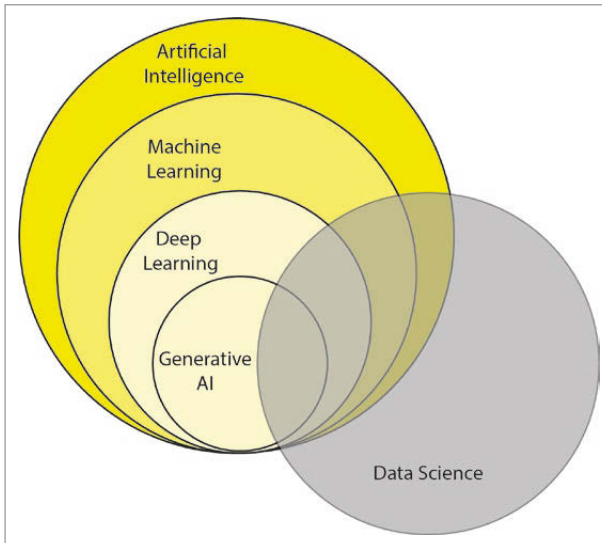 Artificial
Intelligence
Machine
Learning
Deep
Learning
Generative
AI
Data Science